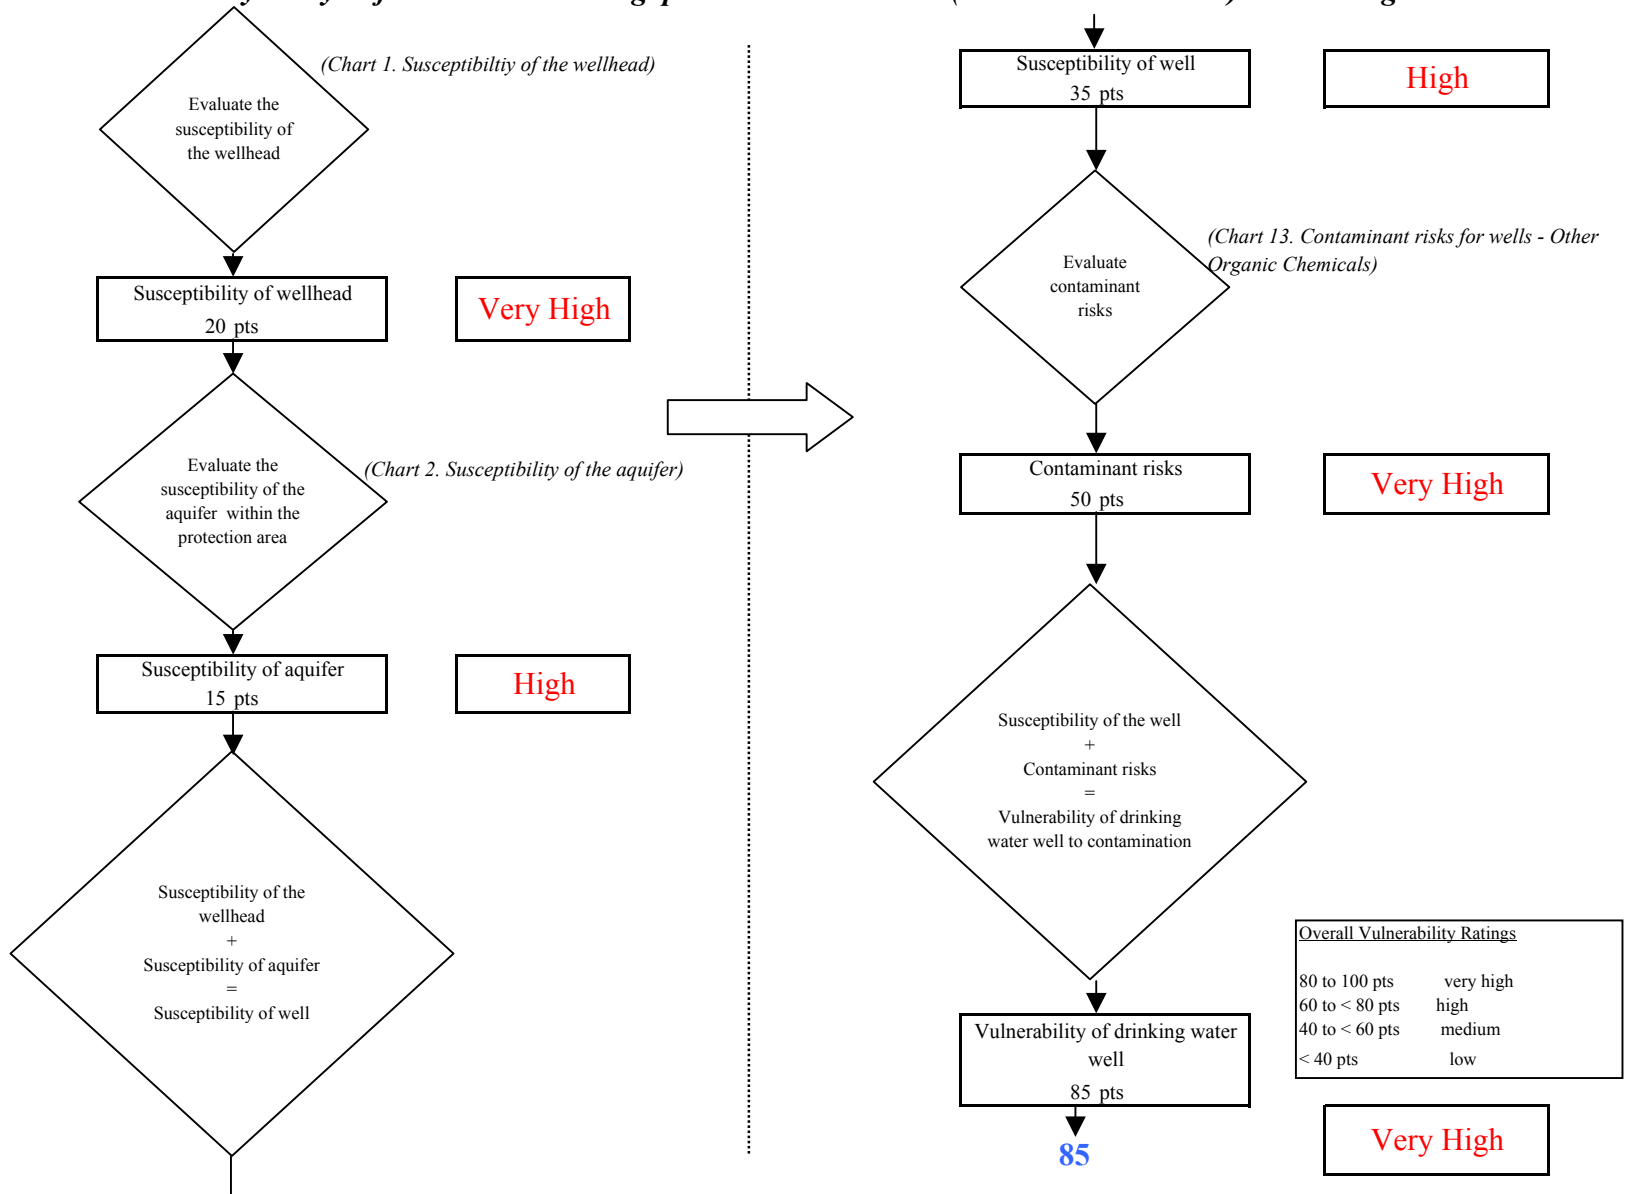 (Chart 1. Susceptibiltiy of the wellhead)
Evaluate the
susceptibility of
the wellhead
Susceptibility of wellhead
20 pts
Very High
Evaluate the
susceptibility of the
aquifer within the
protection area
(Chart 2. Susceptibility of the aquifer)
Susceptibility of aquifer
15 pts
High
Susceptibility of the
wellhead
+
Susceptibility of aquifer
=
Susceptibility of well
Susceptibility of well
35 pts
High
Evaluate
contaminant
risks
(Chart 13. Contaminant risks for wells - Other
Organic Chemicals)
Contaminant risks
50 pts
Very High
Susceptibility of the well
+
Contaminant risks
=
Vulnerability of drinking
water well to contamination
Vulnerability of drinking water
well
85 pts
85
Overall Vulnerability Ratings
80 to 100 pts very high
60 to < 80 pts high
40 to < 60 pts medium
< 40 pts low
Very High